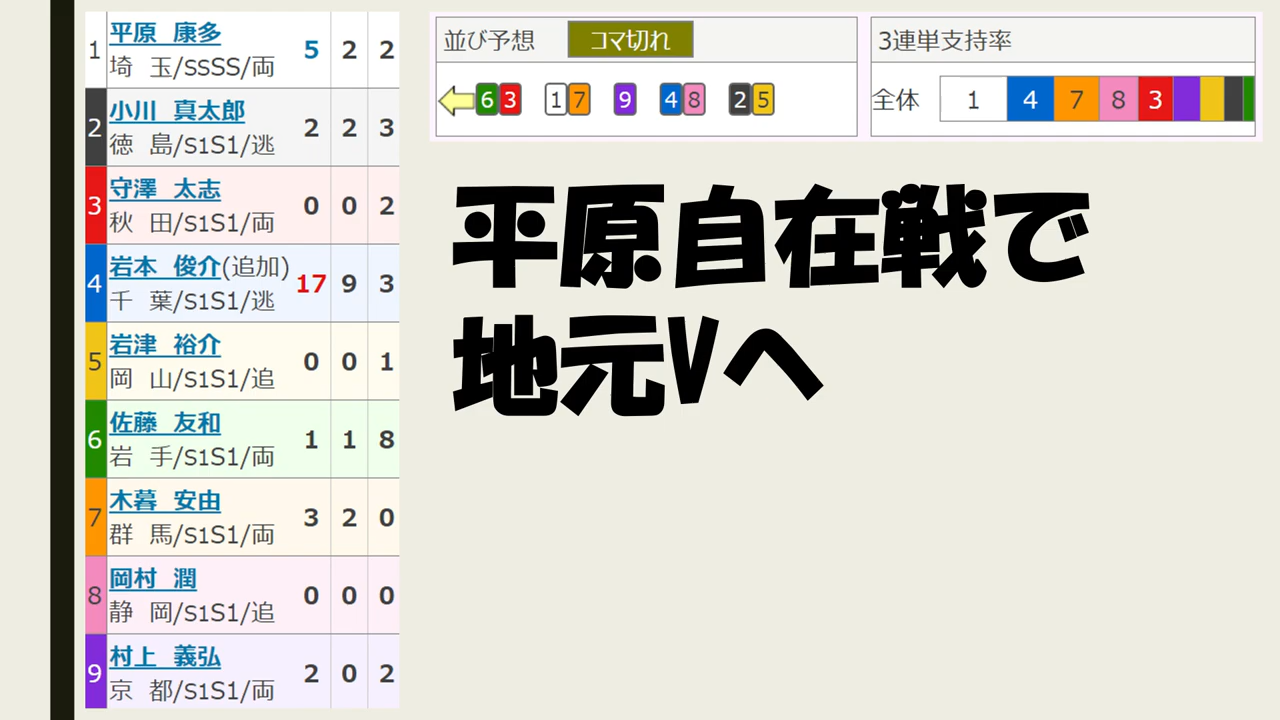 1 平原 康多 5 2 2
埼 玉/SSSS/両
2 小川 真太郎 2 2 3
徳 島/S1S1/逃
3 守澤 太志 0 0 2
秋 田/S1S1/両
4 岩本 俊介(追加) 17 9 3
千 葉/S1S1/逃
5 岩津 裕介 0 0 1
岡 山/S1S1/追
6 佐藤 友和 1 1 8
岩 手/S1S1/両
7 木暮 安由 3 2 0
群 馬/S1S1/両
8 岡村 潤 0 0 0
静 岡/S1S1/追
9 村上 義弘 2 0 2
京 都/S1S1/両
並び予想 コマ切れ
6 3 1 7 9 4 8 2 5
3連単支持率
全体 1 4 7 8 3
平原自在戦で
地元Vへ